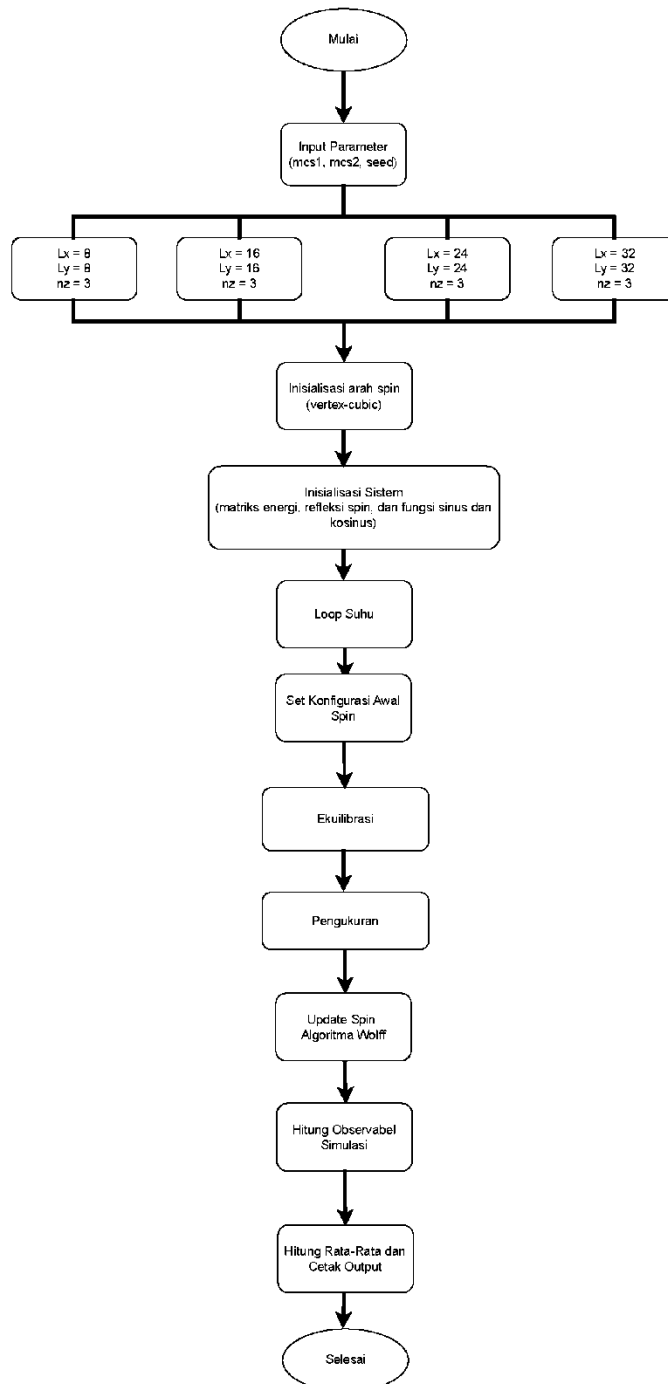 Mulai
Input Parameter
(mcs1, mcs2, seed)
Lx = 8
Ly = 8
nz = 3
Lx = 16
Ly = 16
nz = 3
Lx = 24
Ly = 24
nz = 3
Lx = 32
Ly = 32
nz = 3
Inisialisasi arah spin
(vertex-cubic)
Inisialisasi Sistem
(matriks energi, refleksi spin, dan fungsi sinus dan
kosinus)
Loop Suhu
Set Konfigurasi Awal
Spin
Ekuilibrasi
Pengukuran
Update Spin
Algoritma Wolff
Hitung Observabel
Simulasi
Hitung Rata-Rata dan
Cetak Output
Selesai